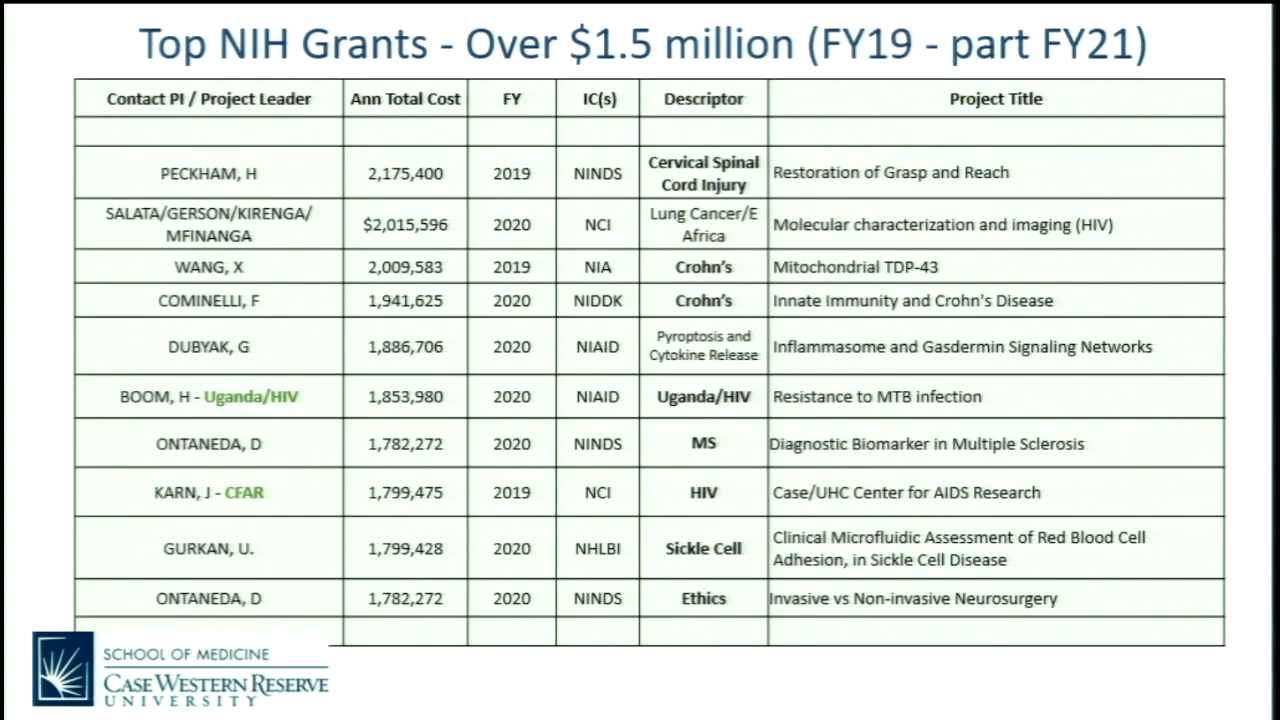 Top NIH Grants - Over $1.5 million (FY19 - part FY21)
Contact PI / Project Leader Ann Total Cost FY IC(s) Descriptor Project Title
PECKHAM, H 2,175,400 2019 NINDS Cervical Spinal Cord Injury Restoration of Grasp and Reach
SALATA/GERSON/KIRENGA/MFINANGA $2,015,596 2020 NCI Lung Cancer/E Africa Molecular characterization and imaging (HIV)
WANG, X 2,009,583 2019 NIA Crohn's Mitochondrial TDP-43
COMINELLI, F 1,941,625 2020 NIDDK Crohn's Innate Immunity and Crohn's Disease
DUBYAK, G 1,886,706 2020 NIAID Pyroptosis and Cytokine Release Inflammasome and Gasdermin Signaling Networks
BOOM, H - Uganda/HIV 1,853,980 2020 NIAID Uganda/HIV Resistance to MTB infection
ONTANEDA, D 1,782,272 2020 NINDS MS Diagnostic Biomarker in Multiple Sclerosis
KARN, J - CFAR 1,799,475 2019 NCI HIV Case/UHC Center for AIDS Research
GURKAN, U. 1,799,428 2020 NHLBI Sickle Cell Clinical Microfluidic Assessment of Red Blood Cell Adhesion, in Sickle Cell Disease
ONTANEDA, D 1,782,272 2020 NINDS Ethics Invasive vs Non-invasive Neurosurgery
SCHOOL OF MEDICINE
CASE WESTERN RESERVE
UNIVERSITY